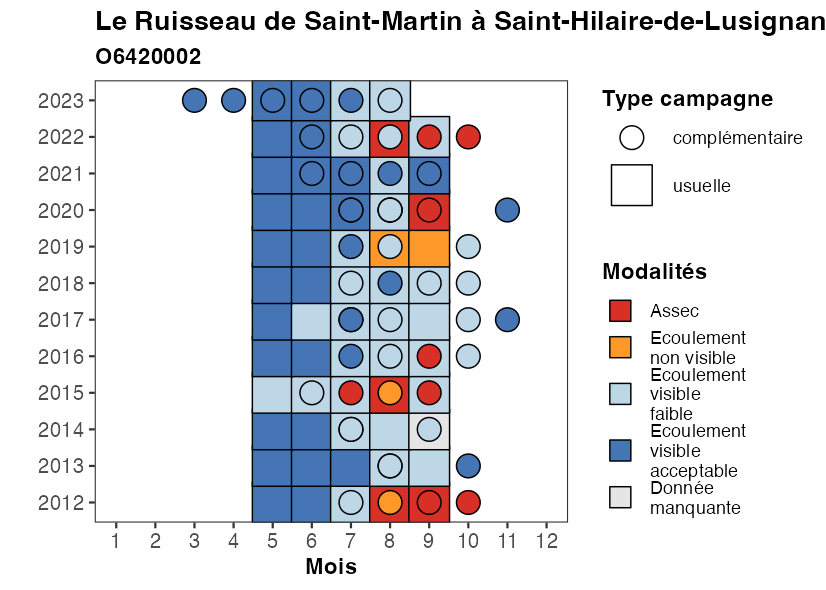 Le Ruisseau de Saint-Martin à Saint-Hilaire-de-Lusignan
O6420002
2023
2022
2021
2020
2019
2018
2017
2016
2015
2014
2013
2012
1 2 3 4 5 6 7 8 9 10 11 12
Mois
Type campagne
complémentaire
usuelle
Modalités
Assec
Ecoulement
non visible
Ecoulement
visible
faible
Ecoulement
visible
acceptable
Donnée
manquante